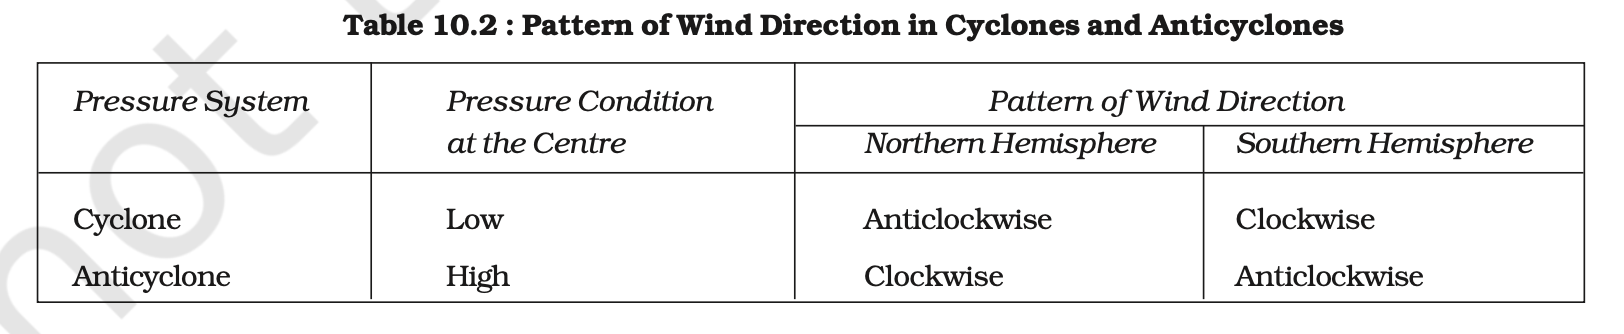 Table 10.2 : Pattern of Wind Direction in Cyclones and Anticyclones
Pressure System Pressure Condition Pattern of Wind Direction
at the Centre Northern Hemisphere Southern Hemisphere
Cyclone Low Anticlockwise Clockwise
Anticyclone High Clockwise Anticlockwise
not